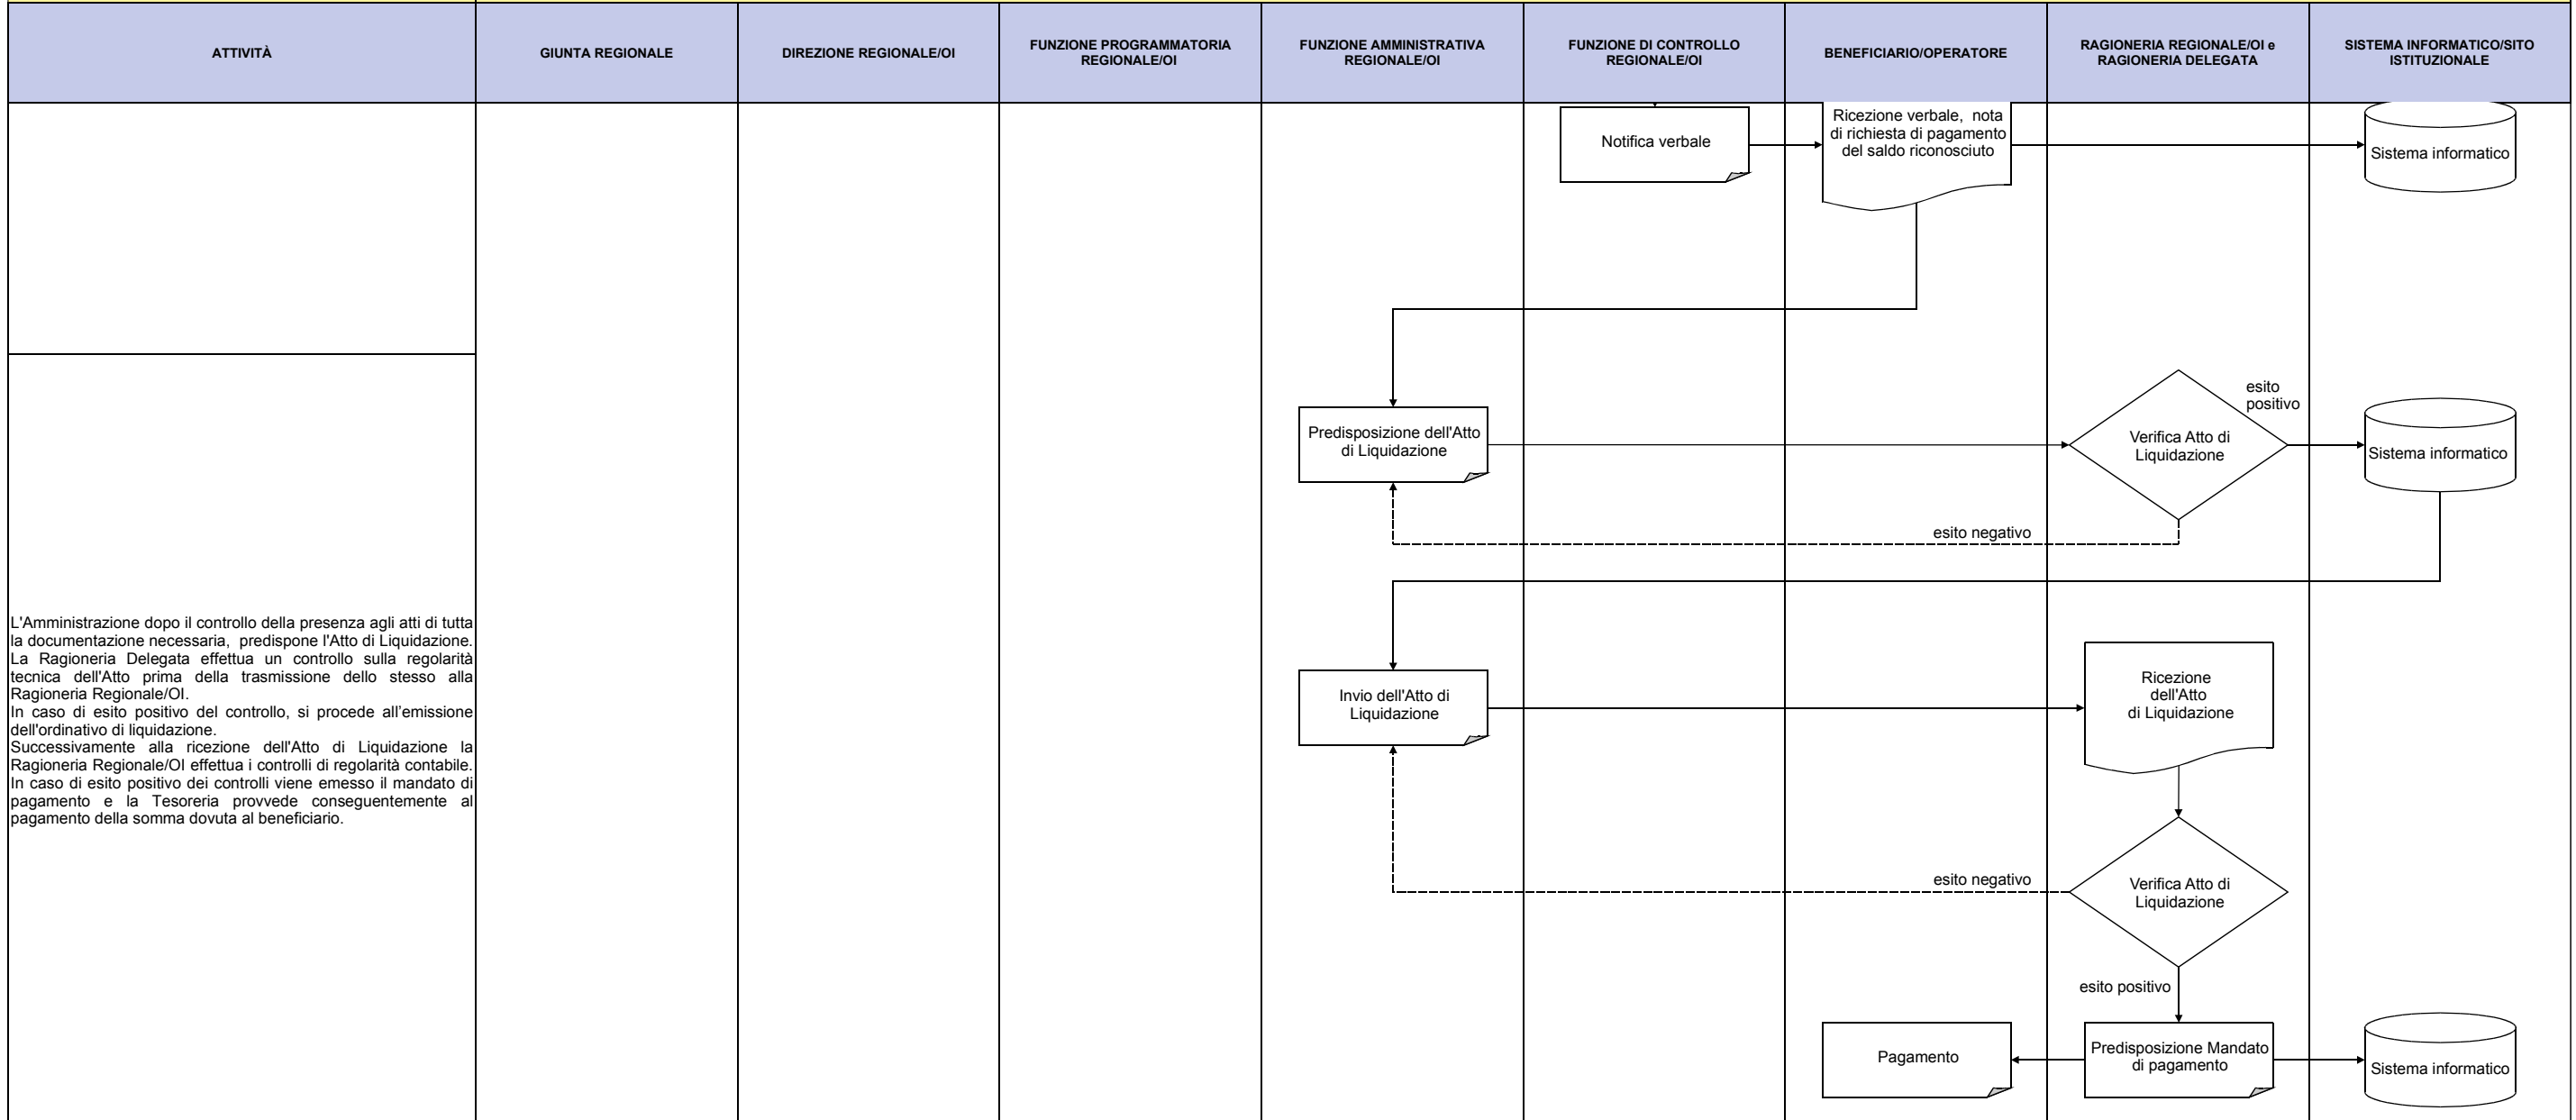 ATTIVITÀ
GIUNTA REGIONALE
DIREZIONE REGIONALE/OI
FUNZIONE PROGRAMMATORIA
REGIONALE/OI
FUNZIONE AMMINISTRATIVA
REGIONALE/OI
FUNZIONE DI CONTROLLO
REGIONALE/OI
BENEFICIARIO/OPERATORE
RAGIONERIA REGIONALE/OI e
RAGIONERIA DELEGATA
SISTEMA INFORMATICO/SITO
ISTITUZIONALE
Notifica verbale
Ricezione verbale, nota
di richiesta di pagamento
del saldo riconosciuto
Sistema informatico
Predisposizione dell'Atto
di Liquidazione
Verifica Atto di
Liquidazione
esito
positivo
Sistema informatico
esito negativo
L'Amministrazione dopo il controllo della presenza agli atti di tutta
la documentazione necessaria, predispone l'Atto di Liquidazione.
La Ragioneria Delegata effettua un controllo sulla regolarità
tecnica dell'Atto prima della trasmissione dello stesso alla
Ragioneria Regionale/OI.
In caso di esito positivo del controllo, si procede all'emissione
dell'ordinativo di liquidazione.
Successivamente alla ricezione dell'Atto di Liquidazione la
Ragioneria Regionale/OI effettua i controlli di regolarità contabile.
In caso di esito positivo dei controlli viene emesso il mandato di
pagamento e la Tesoreria provvede conseguentemente al
pagamento della somma dovuta al beneficiario.
Invio dell'Atto di
Liquidazione
Ricezione
dell'Atto
di Liquidazione
esito negativo
Verifica Atto di
Liquidazione
esito positivo
Pagamento
Predisposizione Mandato
di pagamento
Sistema informatico